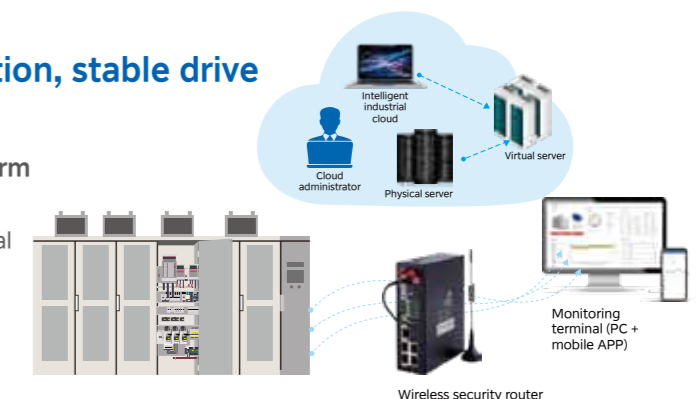 tion, stable drive
rm
al
Intelligent
industrial
cloud
Cloud
administrator
Physical server
Virtual server
Monitoring
terminal (PC +
mobile APP)
Wireless security router